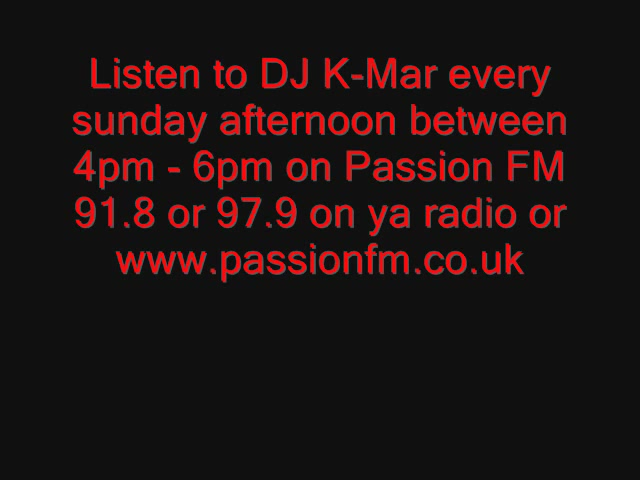 Listen to DJ K-Mar every
sunday afternoon between
4pm - 6pm on Passion FM
91.8 or 97.9 on ya radio or
www.passionfm.co.uk